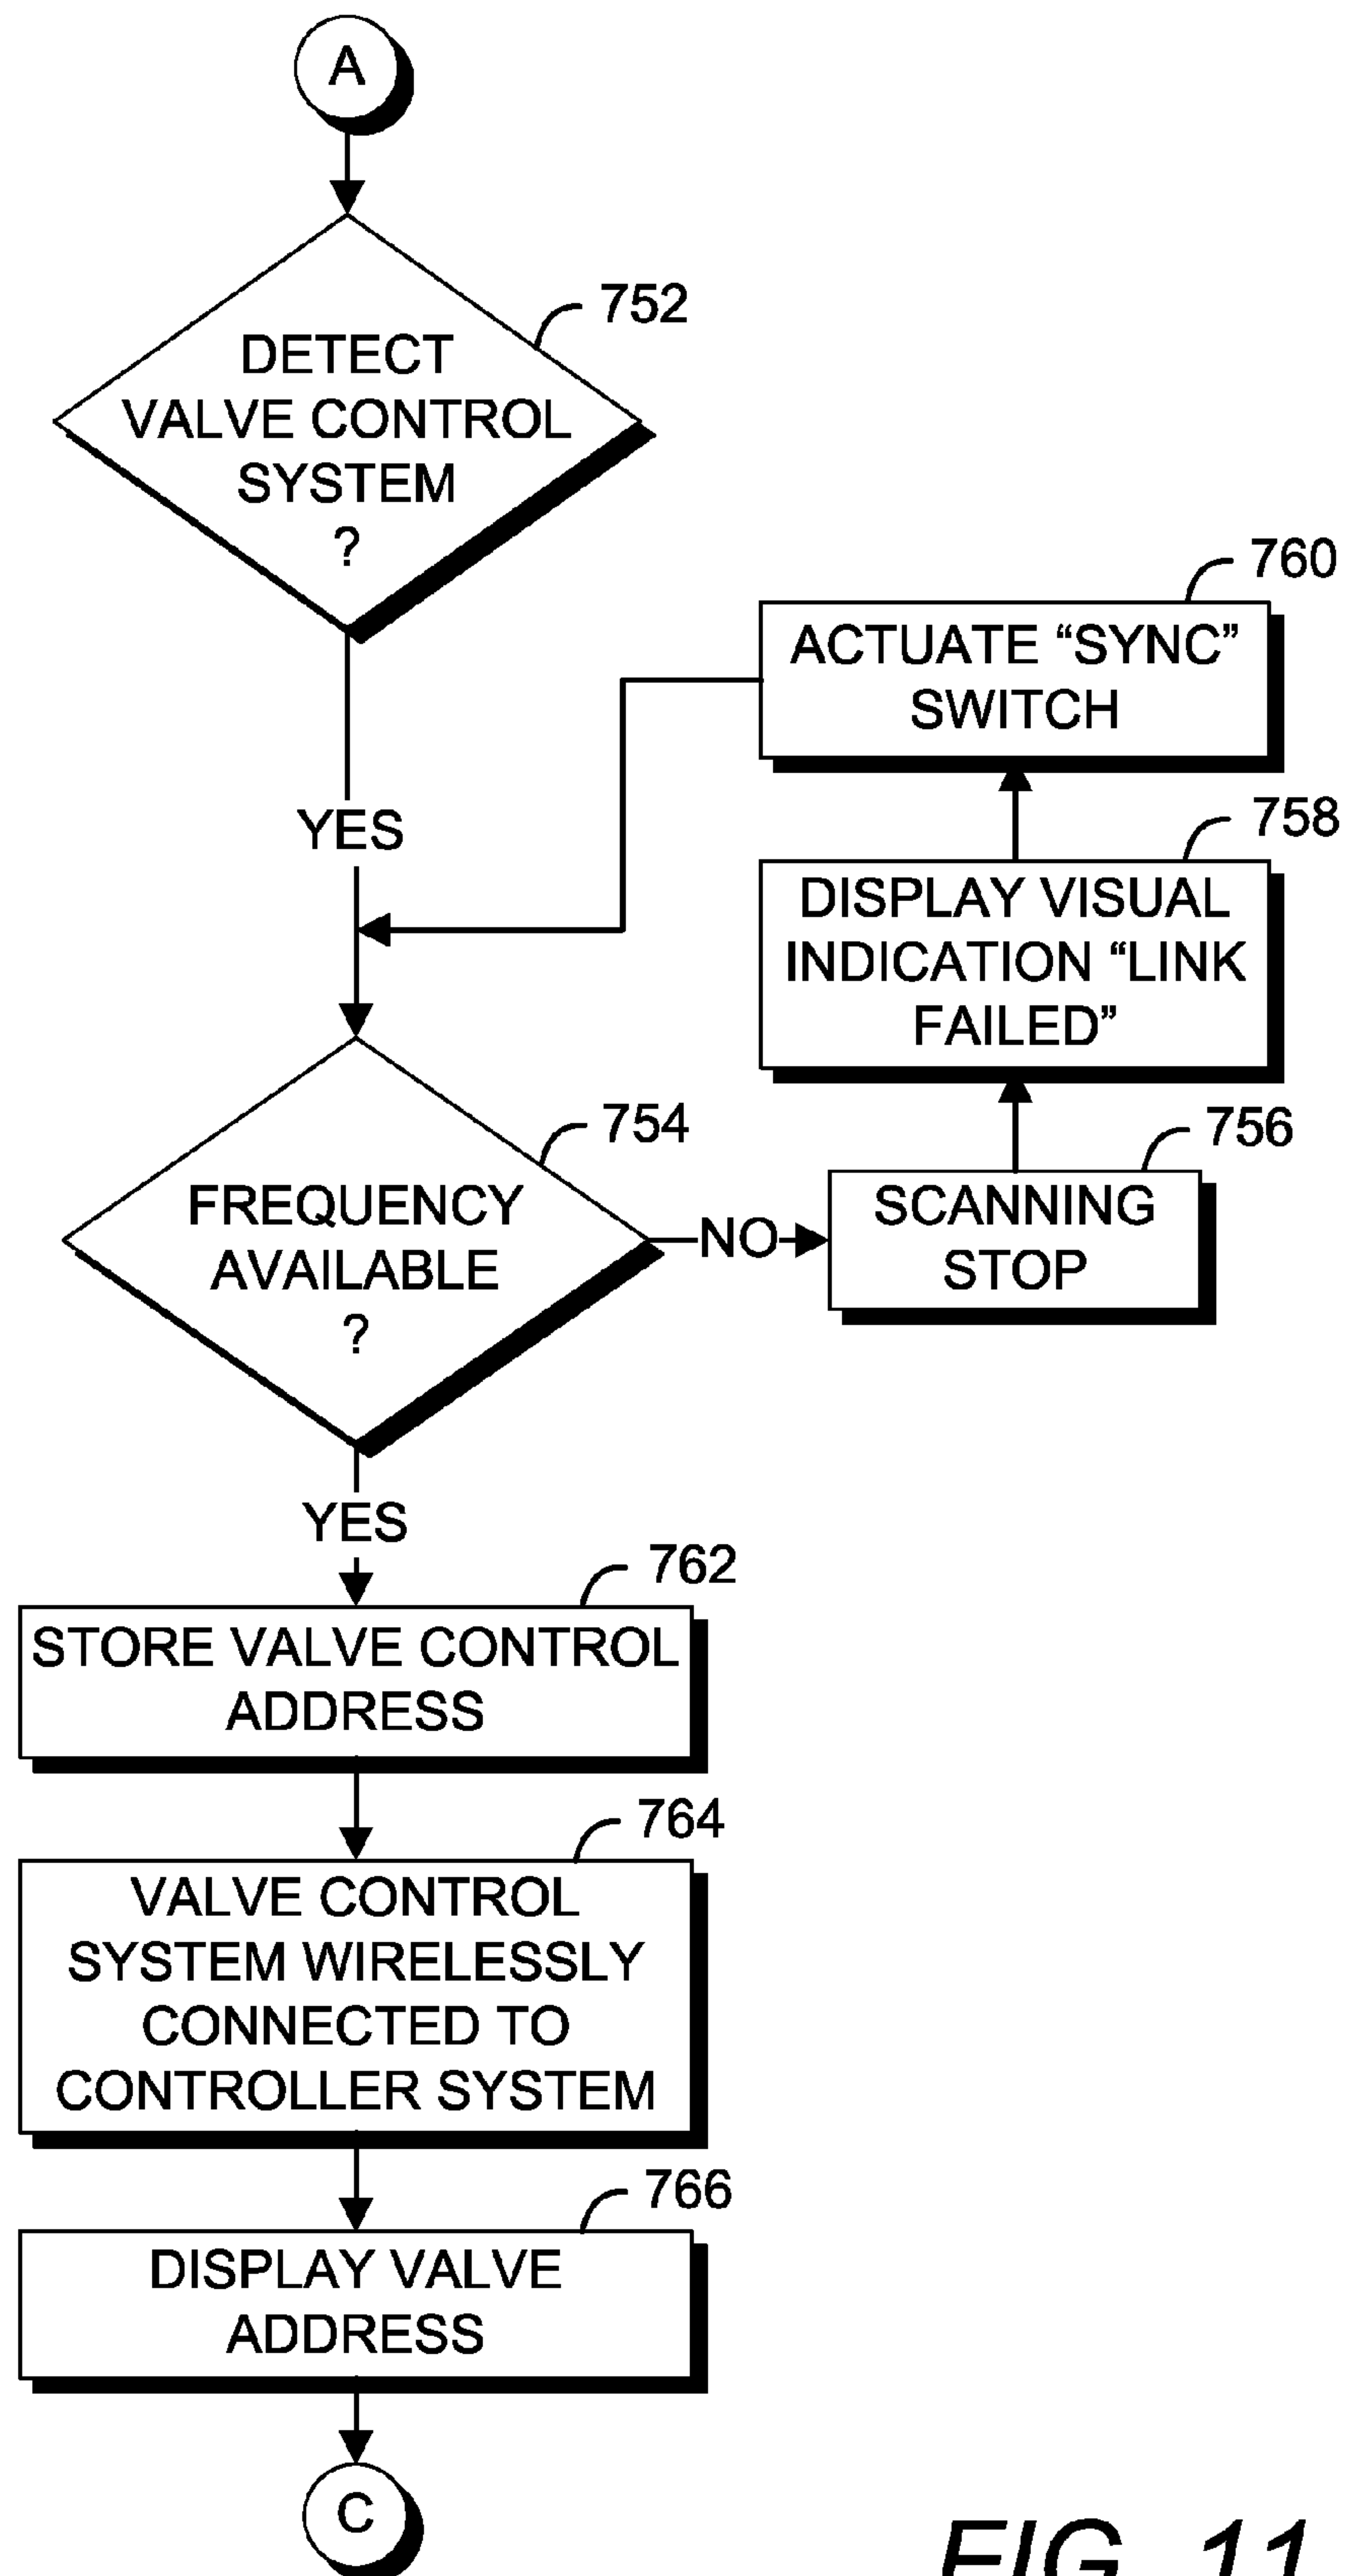 A
752
DETECT
VALVE CONTROL
SYSTEM
?
YES
760
ACTUATE “SYNC”
SWITCH
758
DISPLAY VISUAL
INDICATION “LINK
FAILED”
754
FREQUENCY
AVAILABLE
?
NO
756
SCANNING
STOP
YES
762
STORE VALVE CONTROL
ADDRESS
764
VALVE CONTROL
SYSTEM WIRELESSLY
CONNECTED TO
CONTROLLER SYSTEM
766
DISPLAY VALVE
ADDRESS
C
FIG. 11